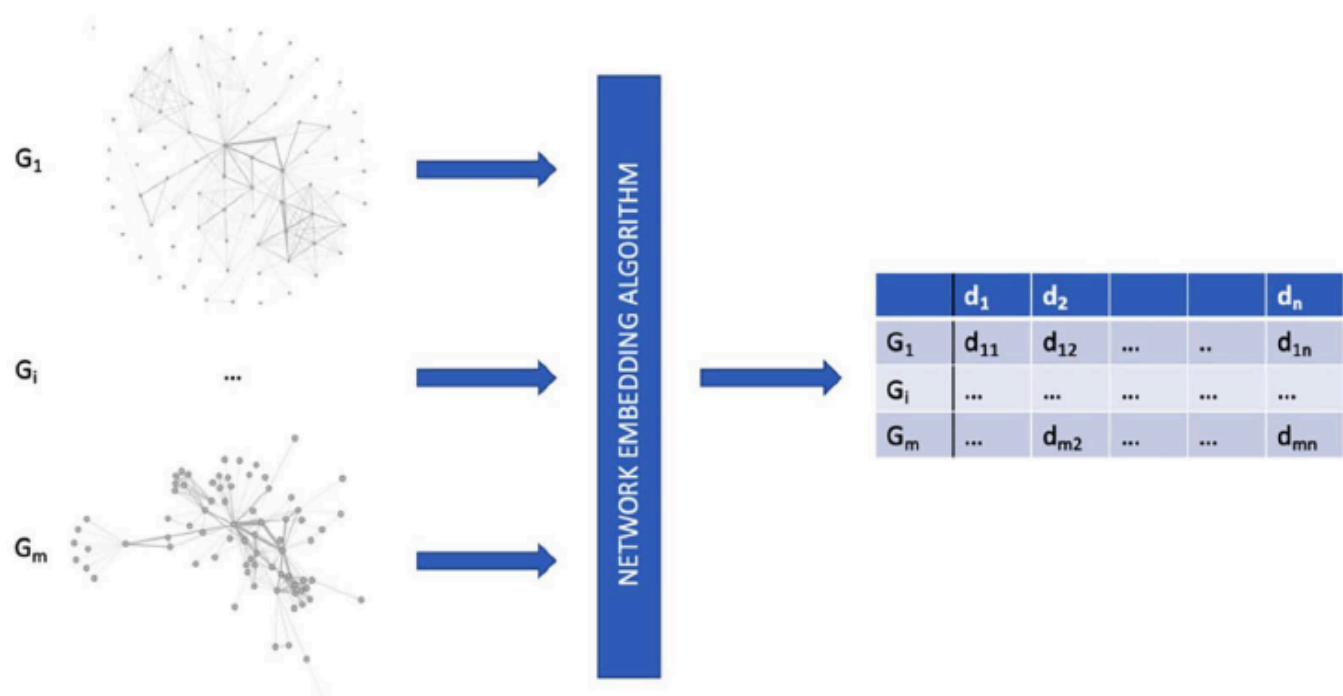 G₁
Gᵢ
...
Gₘ
NETWORK EMBEDDING ALGORITHM
d₁ d₂ dₙ
G₁ d₁₁ d₁₂ ... .. d₁ₙ
Gᵢ ... ... ... ... ...
Gₘ ... dₘ₂ ... ... dₘₙ